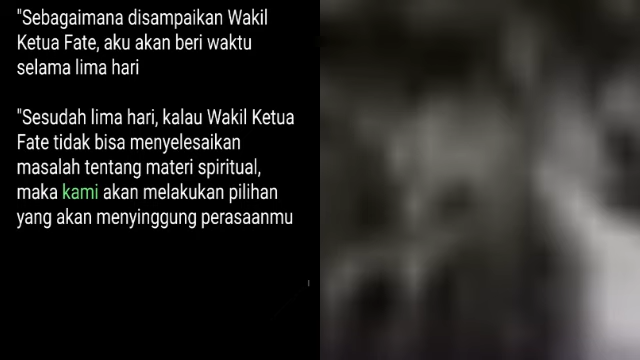 "Sebagaimana disampaikan Wakil
Ketua Fate, aku akan beri waktu
selama lima hari
"Sesudah lima hari, kalau Wakil Ketua
Fate tidak bisa menyelesaikan
masalah tentang materi spiritual,
maka kami akan melakukan pilihan
yang akan menyinggung perasaanmu